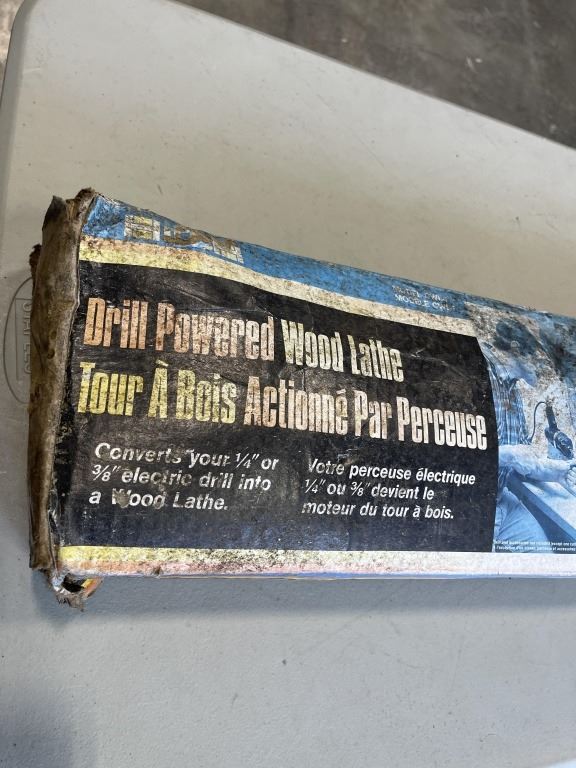 Drill Powered Wood Lathe
Tour À Bois Actionné Par Perceuse
Converts your 1/4" or
3/8" electric drill into
a Wood Lathe.
Votre perceuse électrique
1/4" ou 3/8" devient le
moteur du tour à bois.